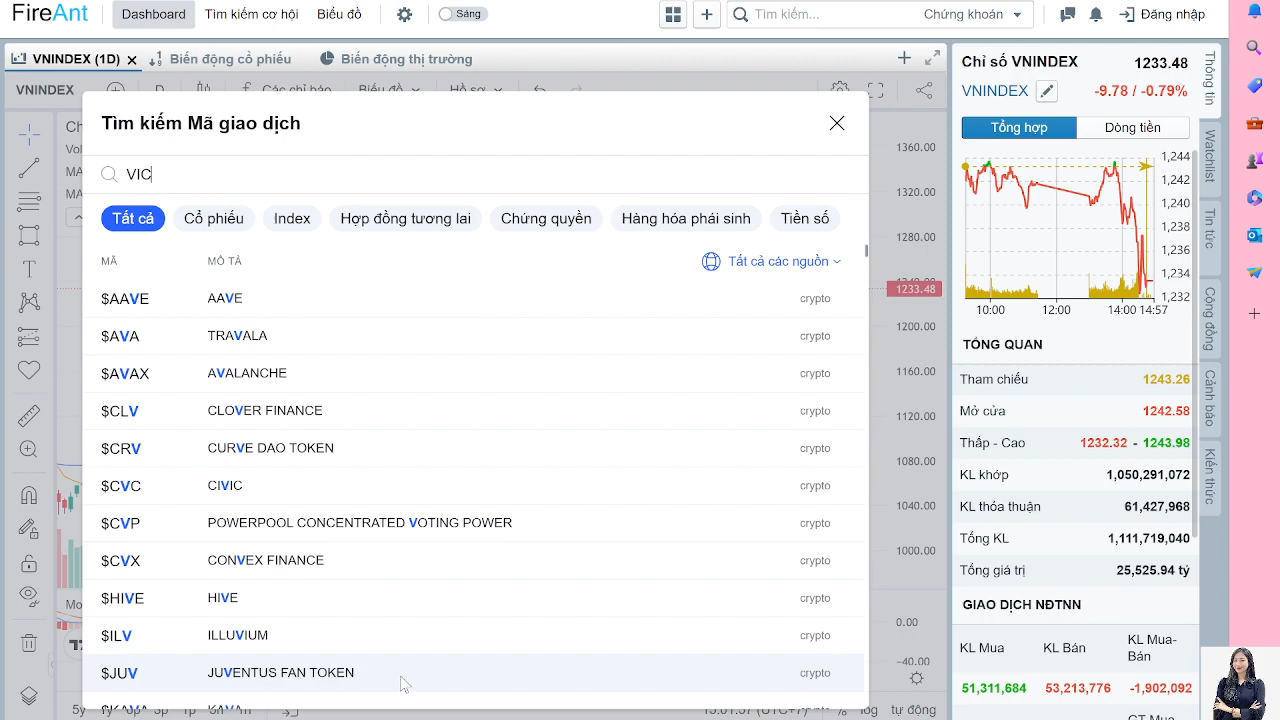 FireAnt
Dashboard
Tìm kiếm cơ hội
Biểu đồ
Sáng
Tìm kiếm...
Chứng khoán
Đăng nhập
VNINDEX (1D)
Biến động cổ phiếu
Biến động thị trường
VNINDEX
D
Các chỉ báo
Biểu đồ
Hồ sơ
Tìm kiếm Mã giao dịch
VIC
Tất cả
Cổ phiếu
Index
Hợp đồng tương lai
Chứng quyền
Hàng hóa phái sinh
Tiền số
MÃ
MÔ TẢ
Tất cả các nguồn
$AAVE AAVE crypto
$AVA TRAVALA crypto
$AVAX AVALANCHE crypto
$CLV CLOVER FINANCE crypto
$CRV CURVE DAO TOKEN crypto
$CVC CIVIC crypto
$CVP POWERPOOL CONCENTRATED VOTING POWER crypto
$CVX CONVEX FINANCE crypto
$HIVE HIVE crypto
$ILV ILLUVIUM crypto
$JUV JUVENTUS FAN TOKEN crypto
1360.00
1320.00
1280.00
1233.48
1200.00
1160.00
1120.00
1080.00
1040.00
1000.00
0.00
-40.00
log
tự động
Chỉ số VNINDEX 1233.48
VNINDEX -9.78 / -0.79%
Tổng hợp
Dòng tiền
1,244
1,242
1,240
1,238
1,236
1,234
1,232
10:00 12:00 14:00 14:57
TỔNG QUAN
Tham chiếu 1243.26
Mở cửa 1242.58
Thấp - Cao 1232.32 - 1243.98
KL khớp 1,050,291,072
KL thỏa thuận 61,427,968
Tổng KL 1,111,719,040
Tổng giá trị 25,525.94 tỷ
GIAO DỊCH NĐTNN
KL Mua KL Bán KL Mua-
Bán
51,311,684 53,213,776 -1,902,092
Thông tin
Watchlist
Tin tức
Cộng đồng
Cảnh báo
Kiến thức